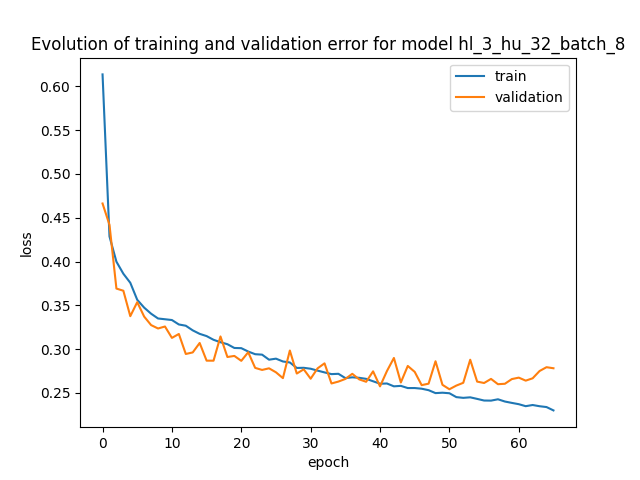 Evolution of training and validation error for model hl_3_hu_32_batch_8
train
validation
loss
0.60
0.55
0.50
0.45
0.40
0.35
0.30
0.25
0 10 20 30 40 50 60
epoch